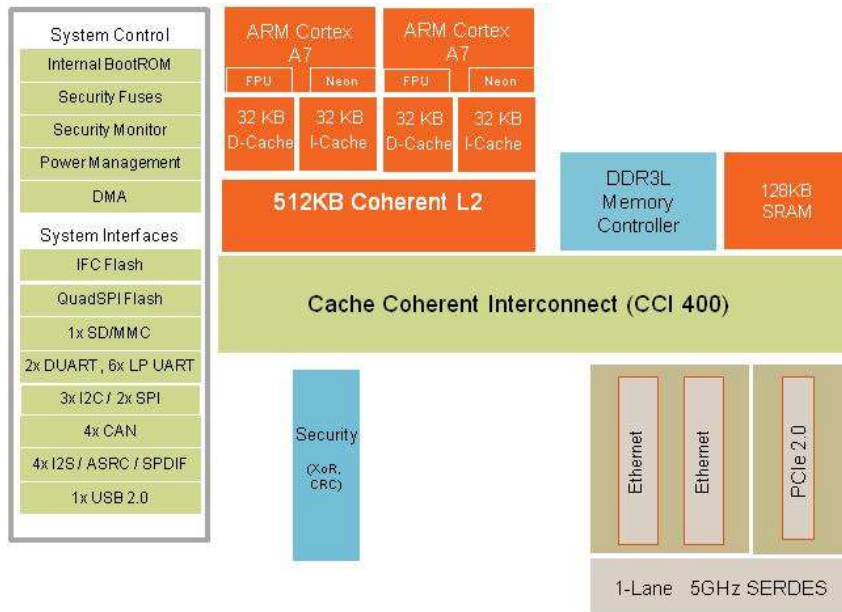 System Control
Internal BootROM
Security Fuses
Security Monitor
Power Management
DMA
System Interfaces
IFC Flash
QuadSPI Flash
1x SD/MMC
2x DUART , 6x LP UART
3x I2C / 2x SPI
4x CAN
4x I2S / ASRC / SPDIF
1x USB 2.0
ARM Cortex
A7
FPU
Neon
32 KB
D-Cache
32 KB
I-Cache
ARM Cortex
A7
FPU
Neon
32 KB
D-Cache
32 KB
I-Cache
512KB Coherent L2
DDR3L
Memory
Controller
128KB
SRAM
Cache Coherent Interconnect (CCI 400)
Security
(XoR,
CRC)
Ethernet
Ethernet
PCIe 2.0
1-Lane 5GHz SERDES